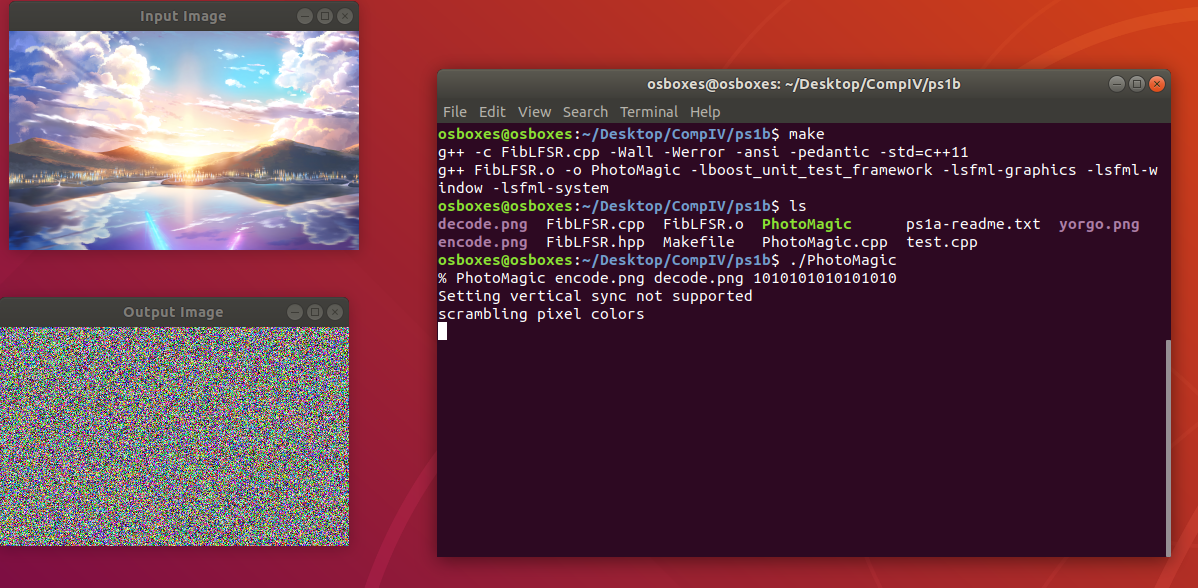 Input Image
Output Image
osboxes@osboxes: ~/Desktop/CompIV/ps1b
File Edit View Search Terminal Help
osboxes@osboxes:~/Desktop/CompIV/ps1b$ make
g++ -c FibLFSR.cpp -Wall -Werror -ansi -pedantic -std=c++11
g++ FibLFSR.o -o PhotoMagic -lboost_unit_test_framework -lsfml-graphics -lsfml-w
indow -lsfml-system
osboxes@osboxes:~/Desktop/CompIV/ps1b$ ls
decode.png FibLFSR.cpp FibLFSR.o PhotoMagic ps1a-readme.txt yorgo.png
encode.png FibLFSR.hpp Makefile PhotoMagic.cpp test.cpp
osboxes@osboxes:~/Desktop/CompIV/ps1b$ ./PhotoMagic
% PhotoMagic encode.png decode.png 1010101010101010
Setting vertical sync not supported
scrambling pixel colors